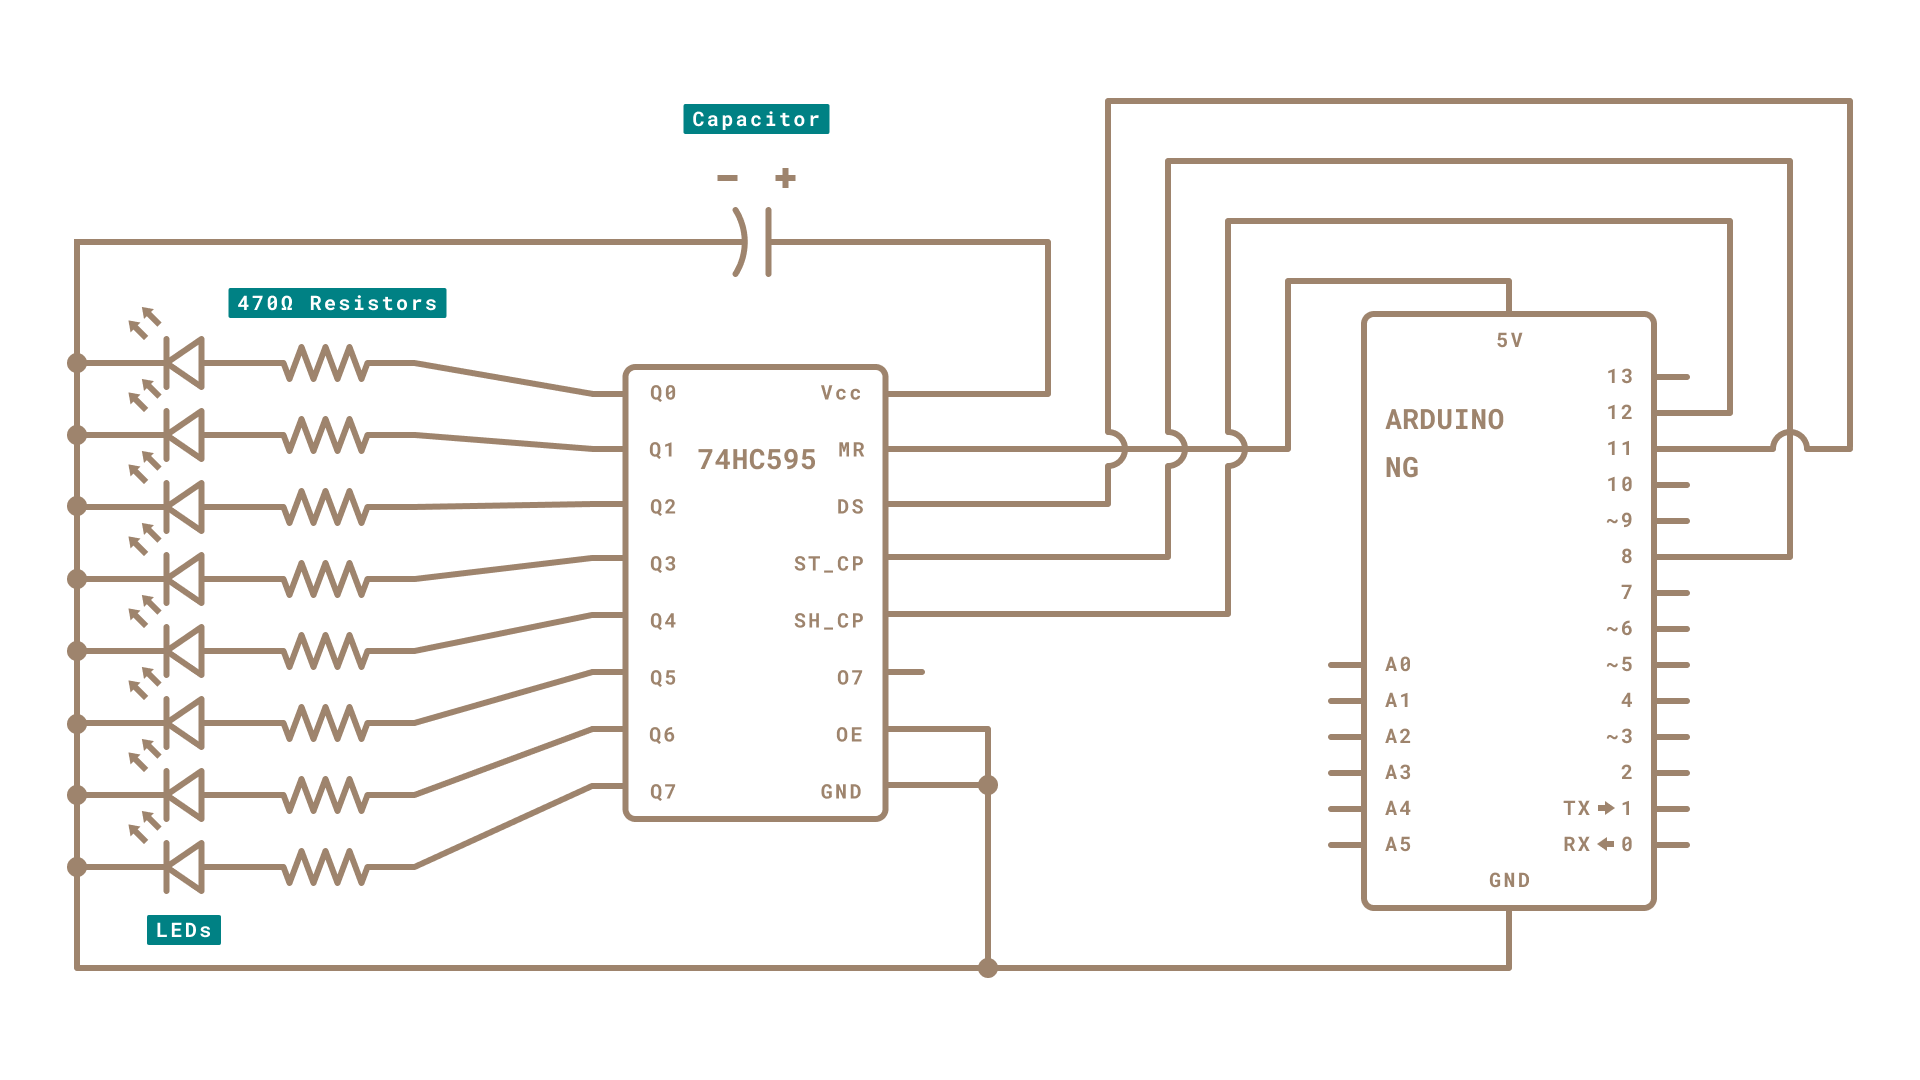 Capacitor
− +
470Ω Resistors
5V
13
Q0 Vcc
12
ARDUINO
Q1 74HC595 MR
11
NG
10
Q2 DS
~9
Q3 ST_CP
8
7
Q4 SH_CP
~6
A0 ~5
Q5 O7
A1 4
Q6 OE
A2 ~3
A3 2
Q7 GND
A4 TX 1
A5 RX 0
GND
LEDs